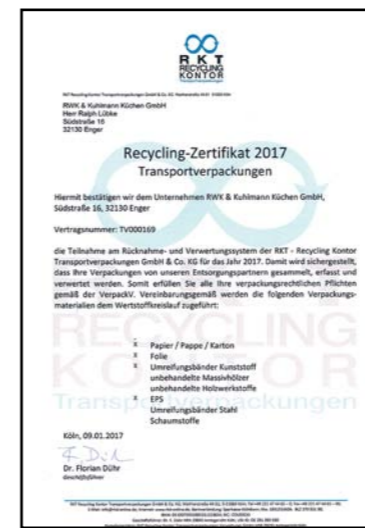 RKT
RECYCLING
KONTOR
RWK & Kuhlmann Küchen GmbH
Herr Ralph Lübke
Südstraße 16
32130 Enger
Recycling-Zertifikat 2017
Transportverpackungen
Hiermit bestätigen wir dem Unternehmen RWK & Kuhlmann Küchen GmbH,
Südstraße 16, 32130 Enger
Vertragsnummer: TV000169
die Teilnahme am Rücknahme- und Verwertungssystem der RKT - Recycling Kontor
Transportverpackungen GmbH & Co. KG für das Jahr 2017. Damit wird sichergestellt,
dass Ihre Verpackungen von unseren Entsorgungspartnern gesammelt, erfasst und
verwertet werden. Somit erfüllen Sie alle Ihre verpackungsrechtlichen Pflichten
gemäß der VerpackV. Vereinbarungsgemäß werden die folgenden Verpackungs-
materialien dem Wertstoffkreislauf zugeführt:
x Papier / Pappe / Karton
x Folie
x Umreifungsbänder Kunststoff
unbehandelte Massivhölzer
unbehandelte Holzwerkstoffe
x EPS
Umreifungsbänder Stahl
Schaumstoffe
RECYCLING
KONTOR
Transportverpackungen
Köln, 09.01.2017
Dr. Florian Dühr
Geschäftsführer